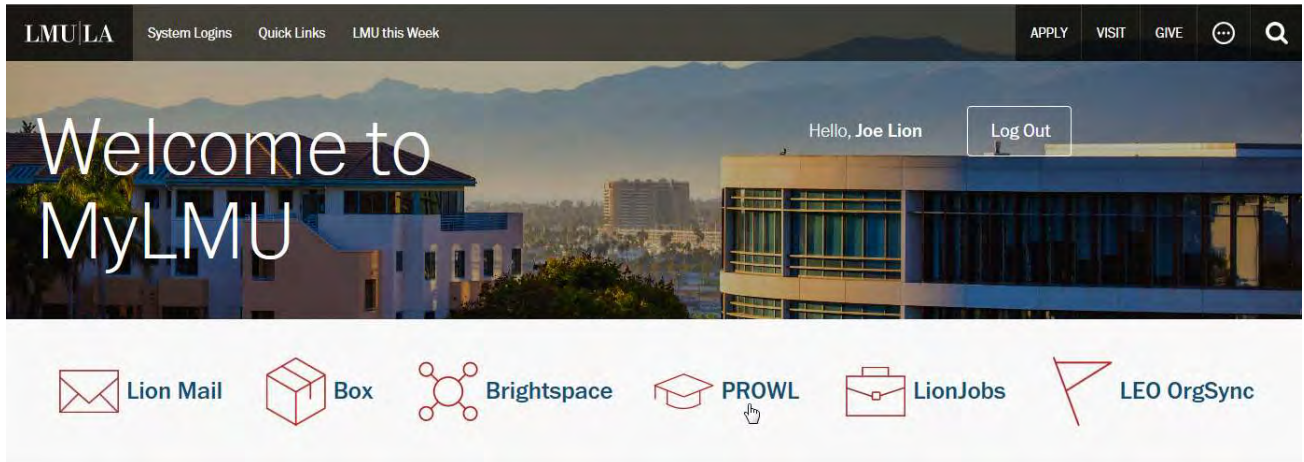 LMU|LA System Logins Quick Links LMU this Week APPLY VISIT GIVE
Hello, Joe Lion Log Out
Welcome to
MyLMU
Lion Mail Box Brightspace PROWL LionJobs LEO OrgSync